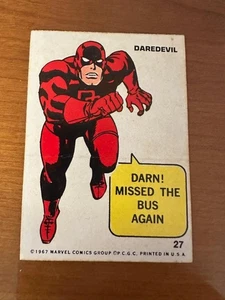 DAREDEVIL
DARN!
MISSED THE
BUS
AGAIN
27
©1967 MARVEL COMICS GROUP ©P.C.G. PRINTED IN U.S.A.